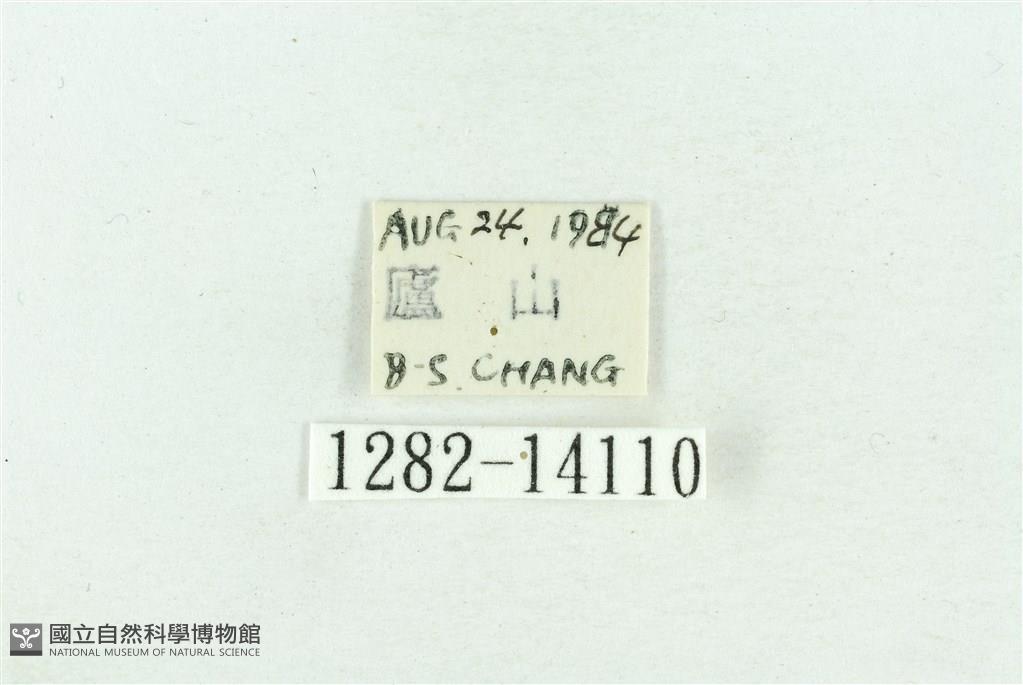 AUG 24, 1984
廬 山
B-S. CHANG
1282-14110
國立自然科學博物館
NATIONAL MUSEUM OF NATURAL SCIENCE